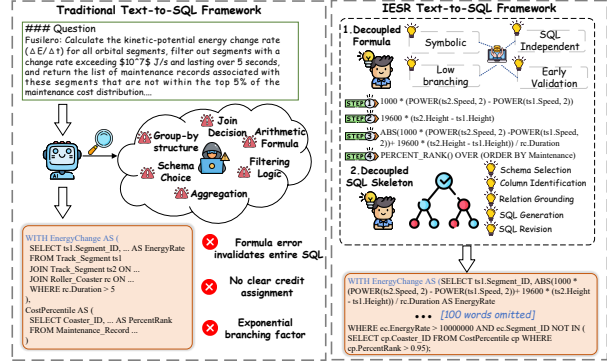 Traditional Text-to-SQL Framework
### Question
Fusilero: Calculate the kinetic-potential energy change rate
(ΔE/Δt) for all orbital segments, filter out segments with a
change rate exceeding $10^7$ J/s and lasting over 5 seconds,
and return the list of maintenance records associated with
these segments that are not within the top 5% of the
maintenance cost distribution....
AI
Group-by
structure
Join
Decision
Arithmetic
Formula
Schema
Choice
Filtering
Logic
Aggregation
WITH EnergyChange AS (
SELECT ts1.Segment_ID, ... AS EnergyRate
FROM Track_Segment ts1
JOIN Track_Segment ts2 ON ...
JOIN Roller_Coaster rc ON ...
WHERE rc.Duration > 5
),
CostPercentile AS (
SELECT Coaster_ID, ... AS PercentRank
FROM Maintenance_Record ...
)
Formula error
invalidates entire SQL
No clear credit
assignment
Exponential
branching factor
IESR Text-to-SQL Framework
1.Decoupled
Formula
Symbolic
SQL
Independent
Low
branching
Early
Validation
STEP 1 1000 * (POWER(ts2.Speed, 2) - POWER(ts1.Speed, 2))
STEP 2 19600 * (ts2.Height - ts1.Height)
STEP 3 ABS(1000 * (POWER(ts2.Speed, 2) -POWER(ts1.Speed,
2))+ 19600 * (ts2.Height - ts1.Height)) / rc.Duration
STEP 4 PERCENT_RANK() OVER (ORDER BY Maintenance)
2.Decoupled
SQL Skeleton
Schema Selection
Column Identification
Relation Grounding
SQL Generation
SQL Revision
WITH EnergyChange AS (SELECT ts1.Segment_ID, ABS(1000 *
(POWER(ts2.Speed, 2) - POWER(ts1.Speed, 2))+ 19600 * (ts2.Height
- ts1.Height)) / rc.Duration AS EnergyRate
... [100 words omitted]
WHERE ec.EnergyRate > 10000000 AND ec.Segment_ID NOT IN (
SELECT cp.Coaster_ID FROM CostPercentile cp WHERE
cp.PercentRank > 0.95);